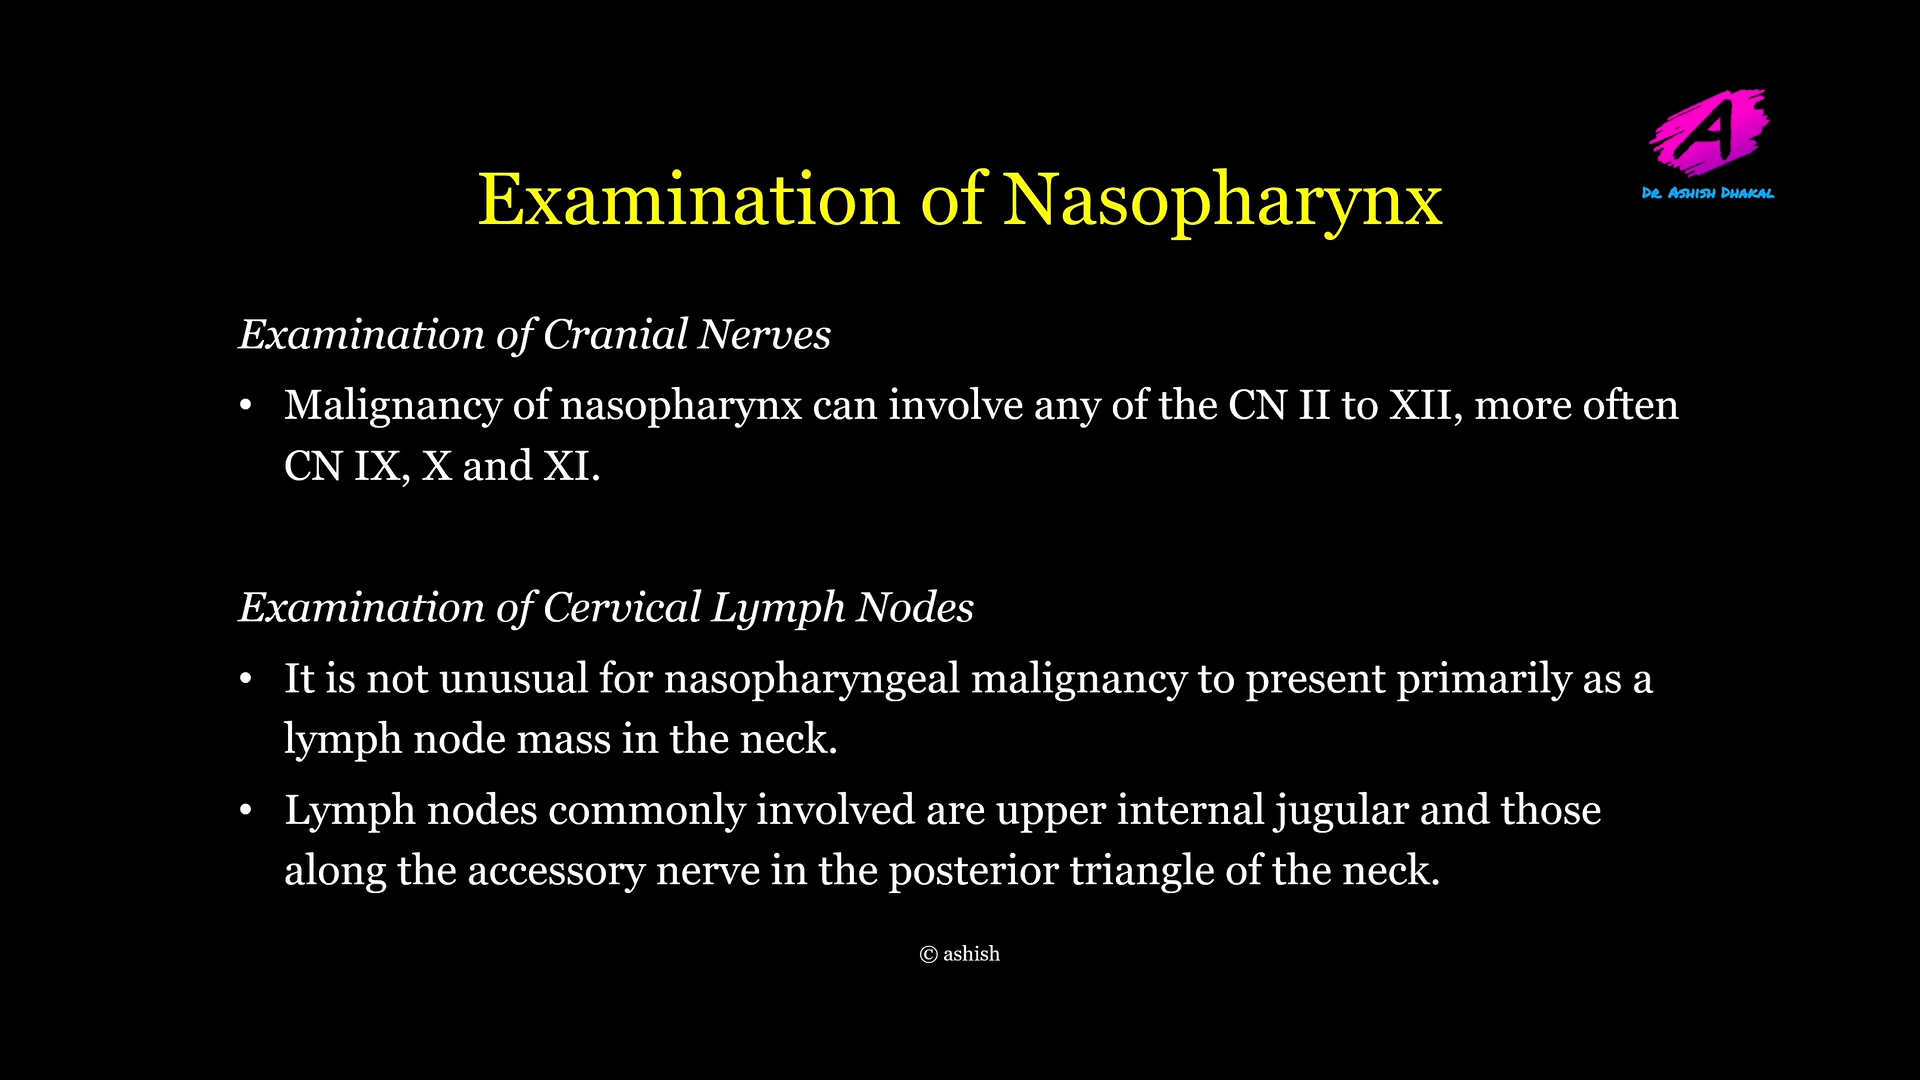 A
Dr. Ashish Dhakal
Examination of Nasopharynx
Examination of Cranial Nerves
• Malignancy of nasopharynx can involve any of the CN II to XII, more often
CN IX, X and XI.
Examination of Cervical Lymph Nodes
• It is not unusual for nasopharyngeal malignancy to present primarily as a
lymph node mass in the neck.
• Lymph nodes commonly involved are upper internal jugular and those
along the accessory nerve in the posterior triangle of the neck.
© ashish